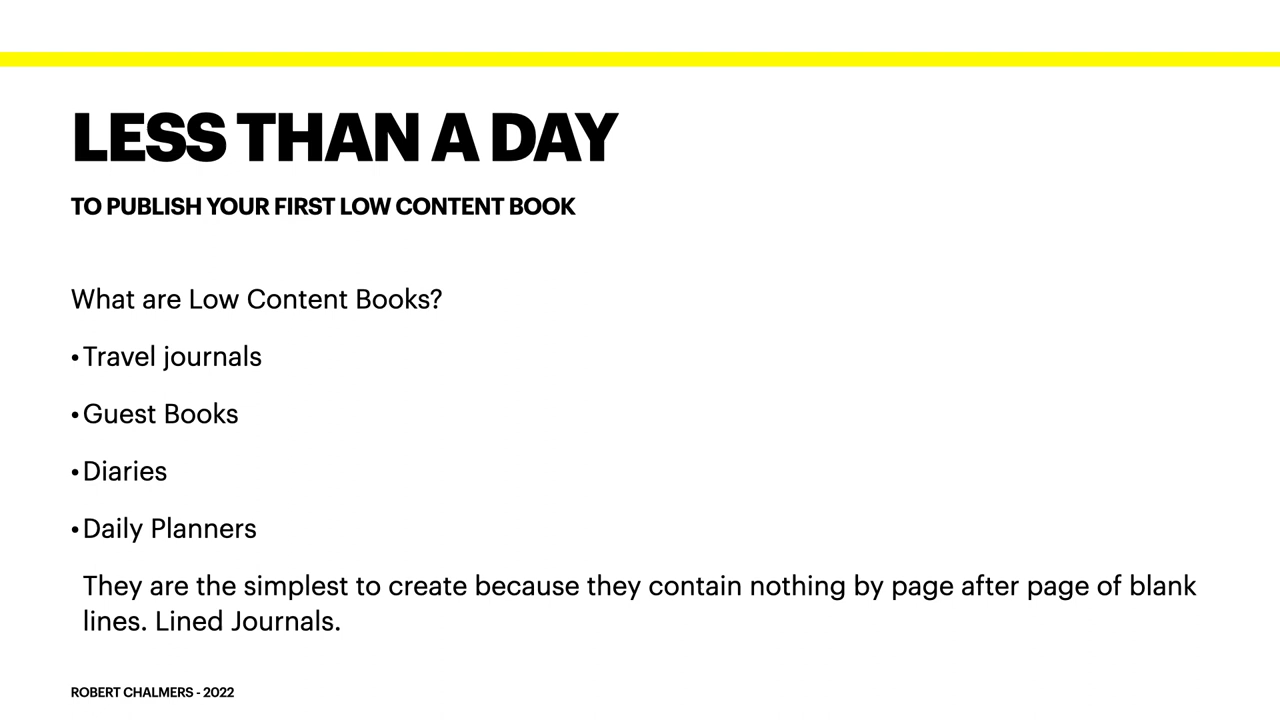 LESS THAN A DAY
TO PUBLISH YOUR FIRST LOW CONTENT BOOK
What are Low Content Books?
• Travel journals
• Guest Books
• Diaries
• Daily Planners
They are the simplest to create because they contain nothing by page after page of blank
lines. Lined Journals.
ROBERT CHALMERS - 2022